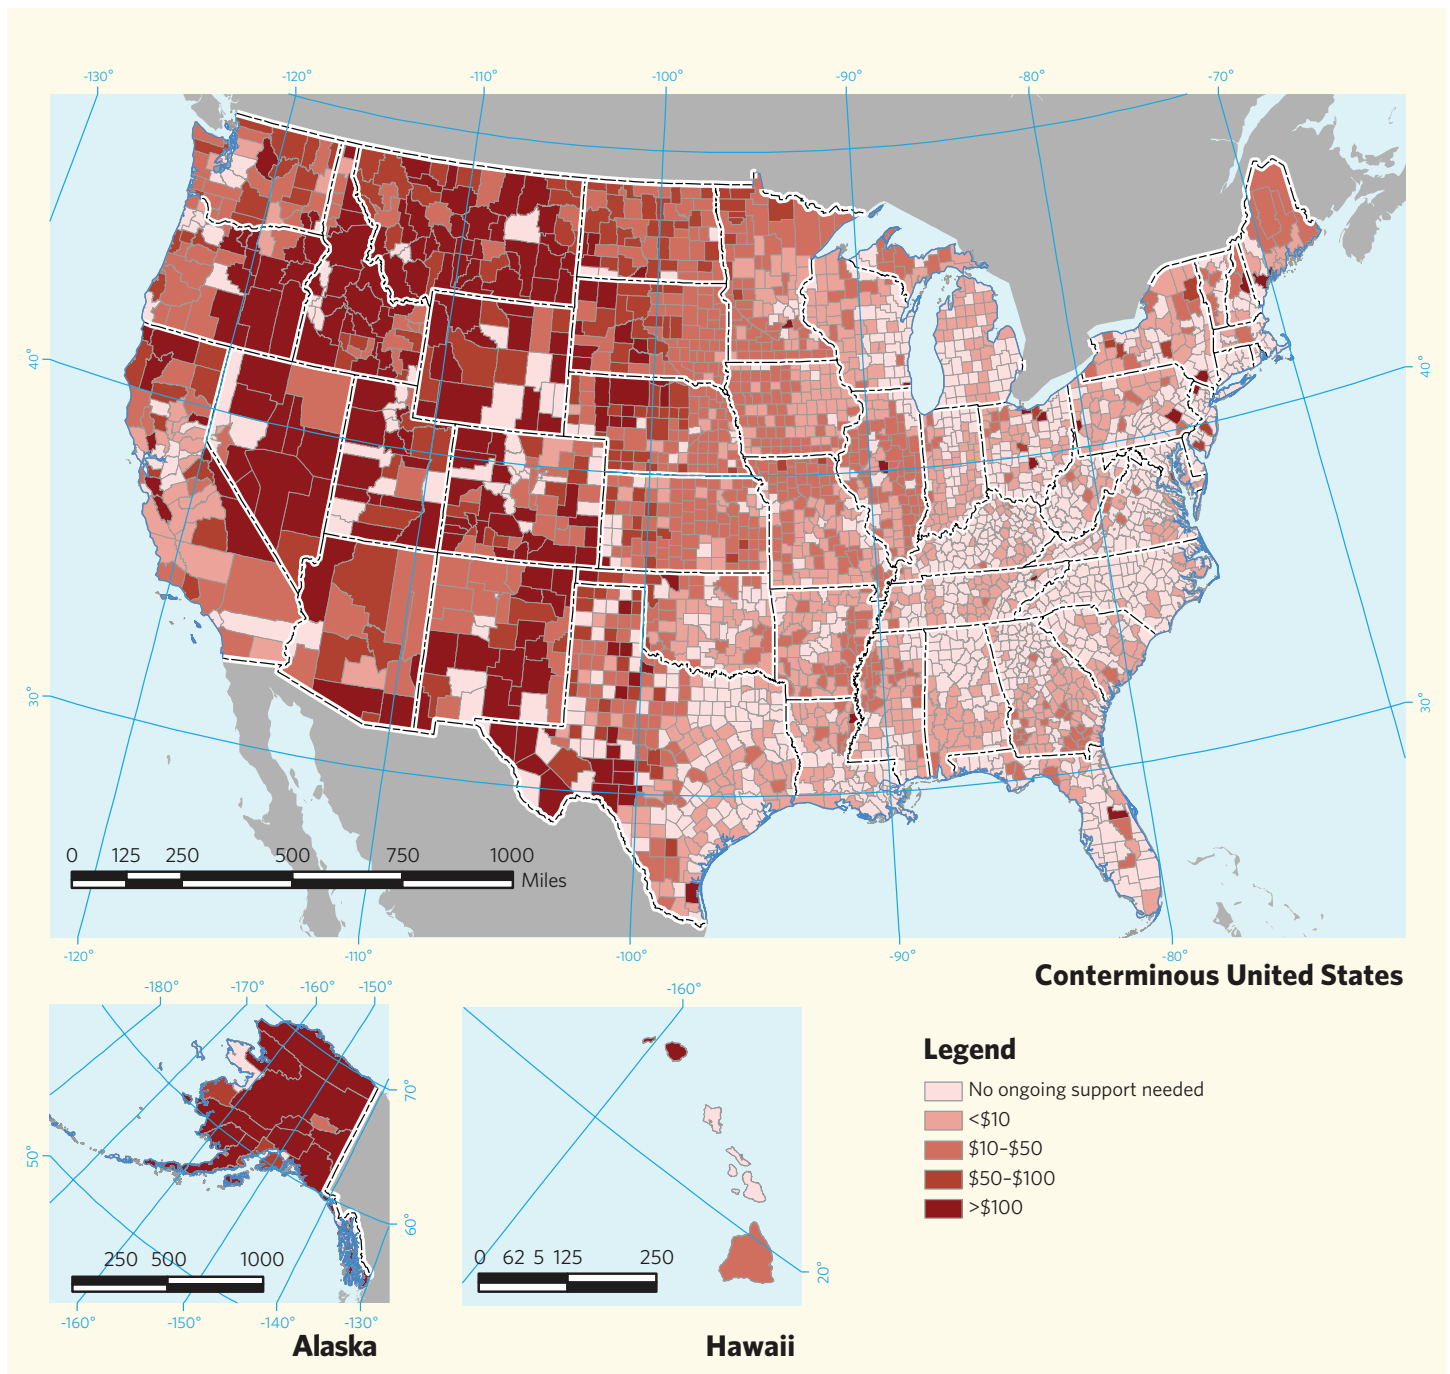 -130° -120° -110° -100° -90° -80° -70°
40° 40°
30° 30°
0 125 250 500 750 1000
Miles
-120° -110° -100° -90° -80°
Conterminous United States
-180° -170° -160° -150°
70°
50°
60°
250 500 1000
-160° -150° -140° -130°
Alaska
-160°
0 62 5 125 250
20°
Hawaii
Legend
No ongoing support needed
<$10
$10–$50
$50–$100
>$100